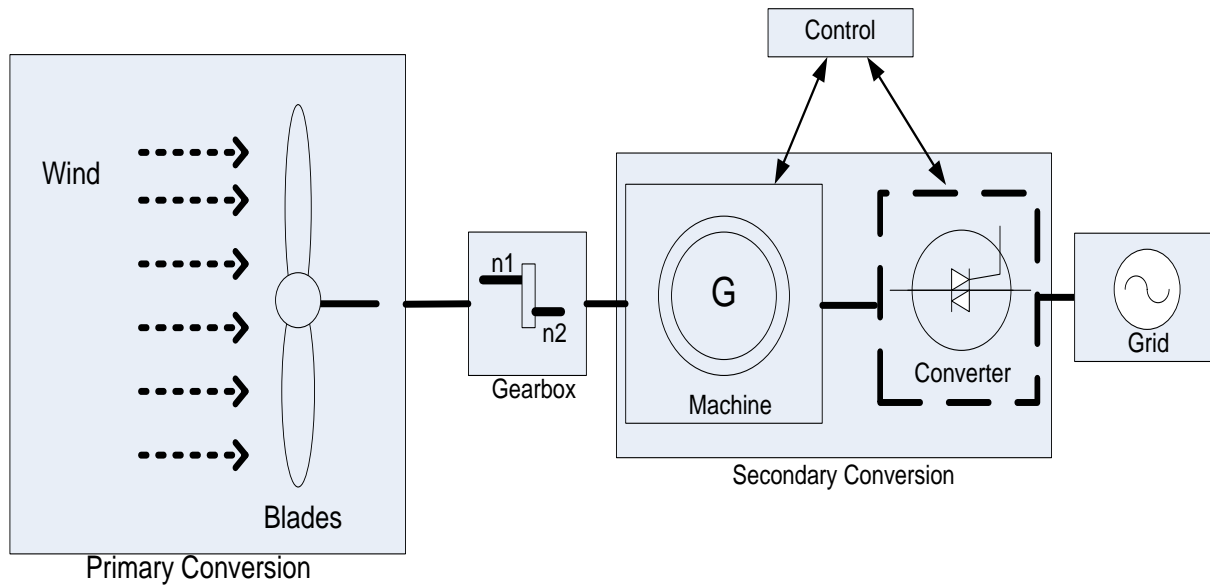 Control
Wind
n1
n2
G
Grid
Gearbox
Machine
Converter
Secondary Conversion
Blades
Primary Conversion